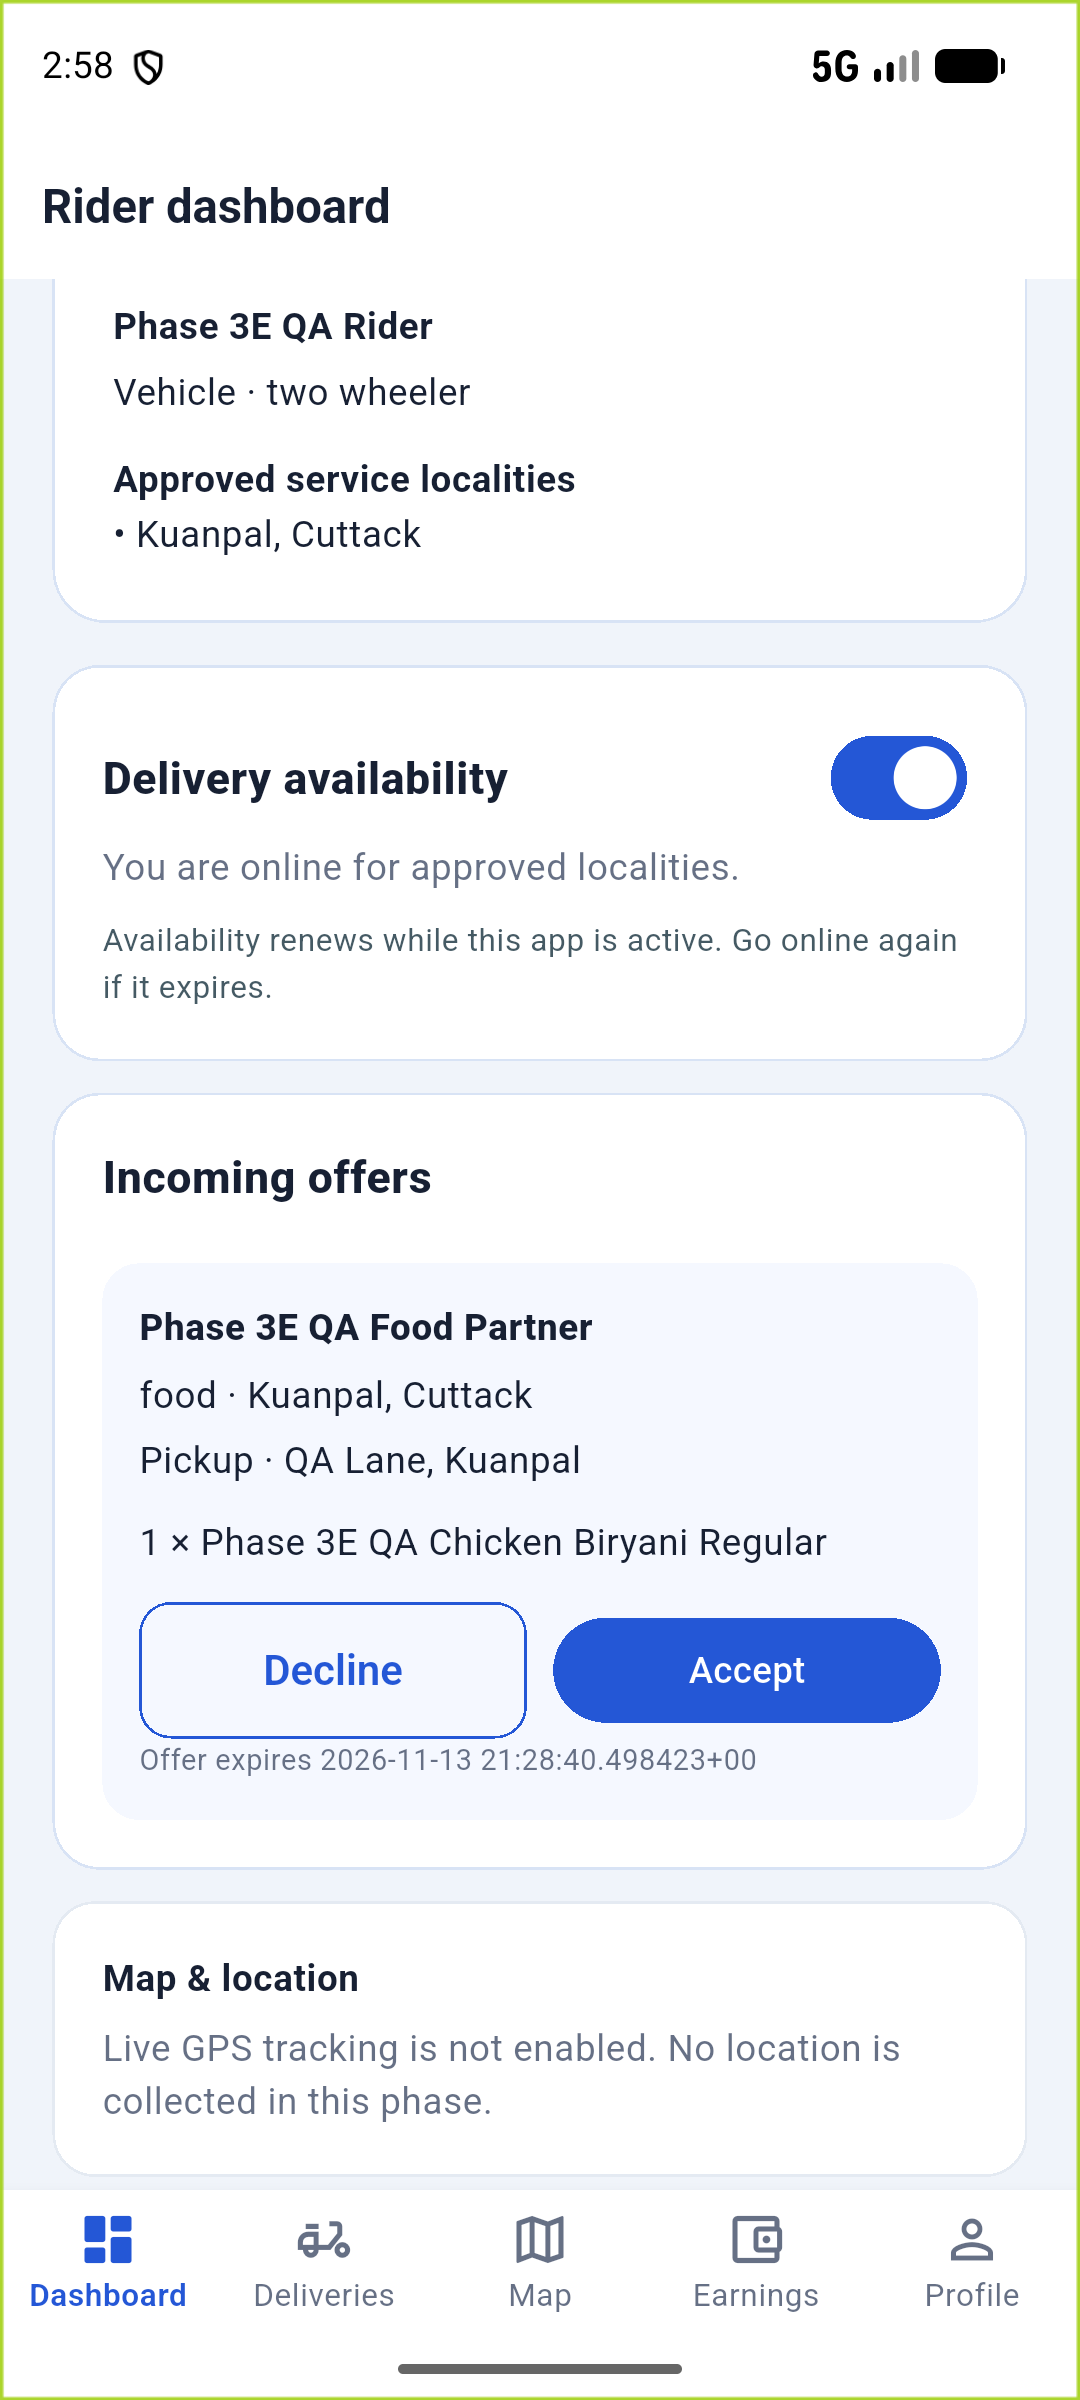 2:58
5G
Rider dashboard
Phase 3E QA Rider
Vehicle · two wheeler
Approved service localities
• Kuanpal, Cuttack
Delivery availability
You are online for approved localities.
Availability renews while this app is active. Go online again
if it expires.
Incoming offers
Phase 3E QA Food Partner
food · Kuanpal, Cuttack
Pickup · QA Lane, Kuanpal
1 × Phase 3E QA Chicken Biryani Regular
Decline
Accept
Offer expires 2026-11-13 21:28:40.498423+00
Map & location
Live GPS tracking is not enabled. No location is
collected in this phase.
Dashboard
Deliveries
Map
Earnings
Profile